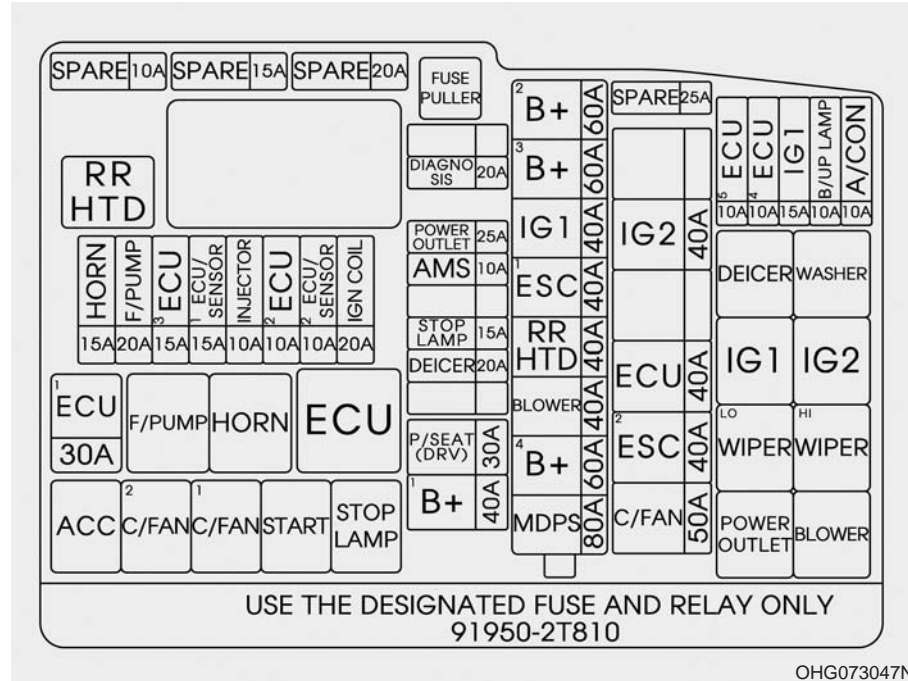 SPARE 10A SPARE 15A SPARE 20A
RR
HTD
HORN 15A
F/PUMP 20A
3 ECU 15A
1 ECU/
SENSOR 15A
INJECTOR 10A
2 ECU 10A
2 ECU/
SENSOR 10A
IGN COIL 20A
1
ECU
30A
F/PUMP
HORN
ECU
ACC
2
C/FAN
1
C/FAN
START
STOP
LAMP
FUSE
PULLER
DIAGNO
SIS 20A
POWER
OUTLET 25A
AMS 10A
STOP
LAMP 15A
DEICER 20A
P/SEAT
(DRV) 30A
1
B+ 40A
2
B+ 60A
3
B+ 60A
IG1 40A
1
ESC 40A
RR
HTD 40A
BLOWER 40A
4
B+ 60A
MDPS 80A
SPARE 25A
IG2 40A
ECU 40A
2
ESC 40A
C/FAN 50A
5 ECU 10A
4 ECU 10A
IG1 15A
B/UP LAMP 10A
A/CON 10A
DEICER
WASHER
IG1
IG2
LO
WIPER
HI
WIPER
POWER
OUTLET
BLOWER
USE THE DESIGNATED FUSE AND RELAY ONLY
91950-2T810
OHG073047N